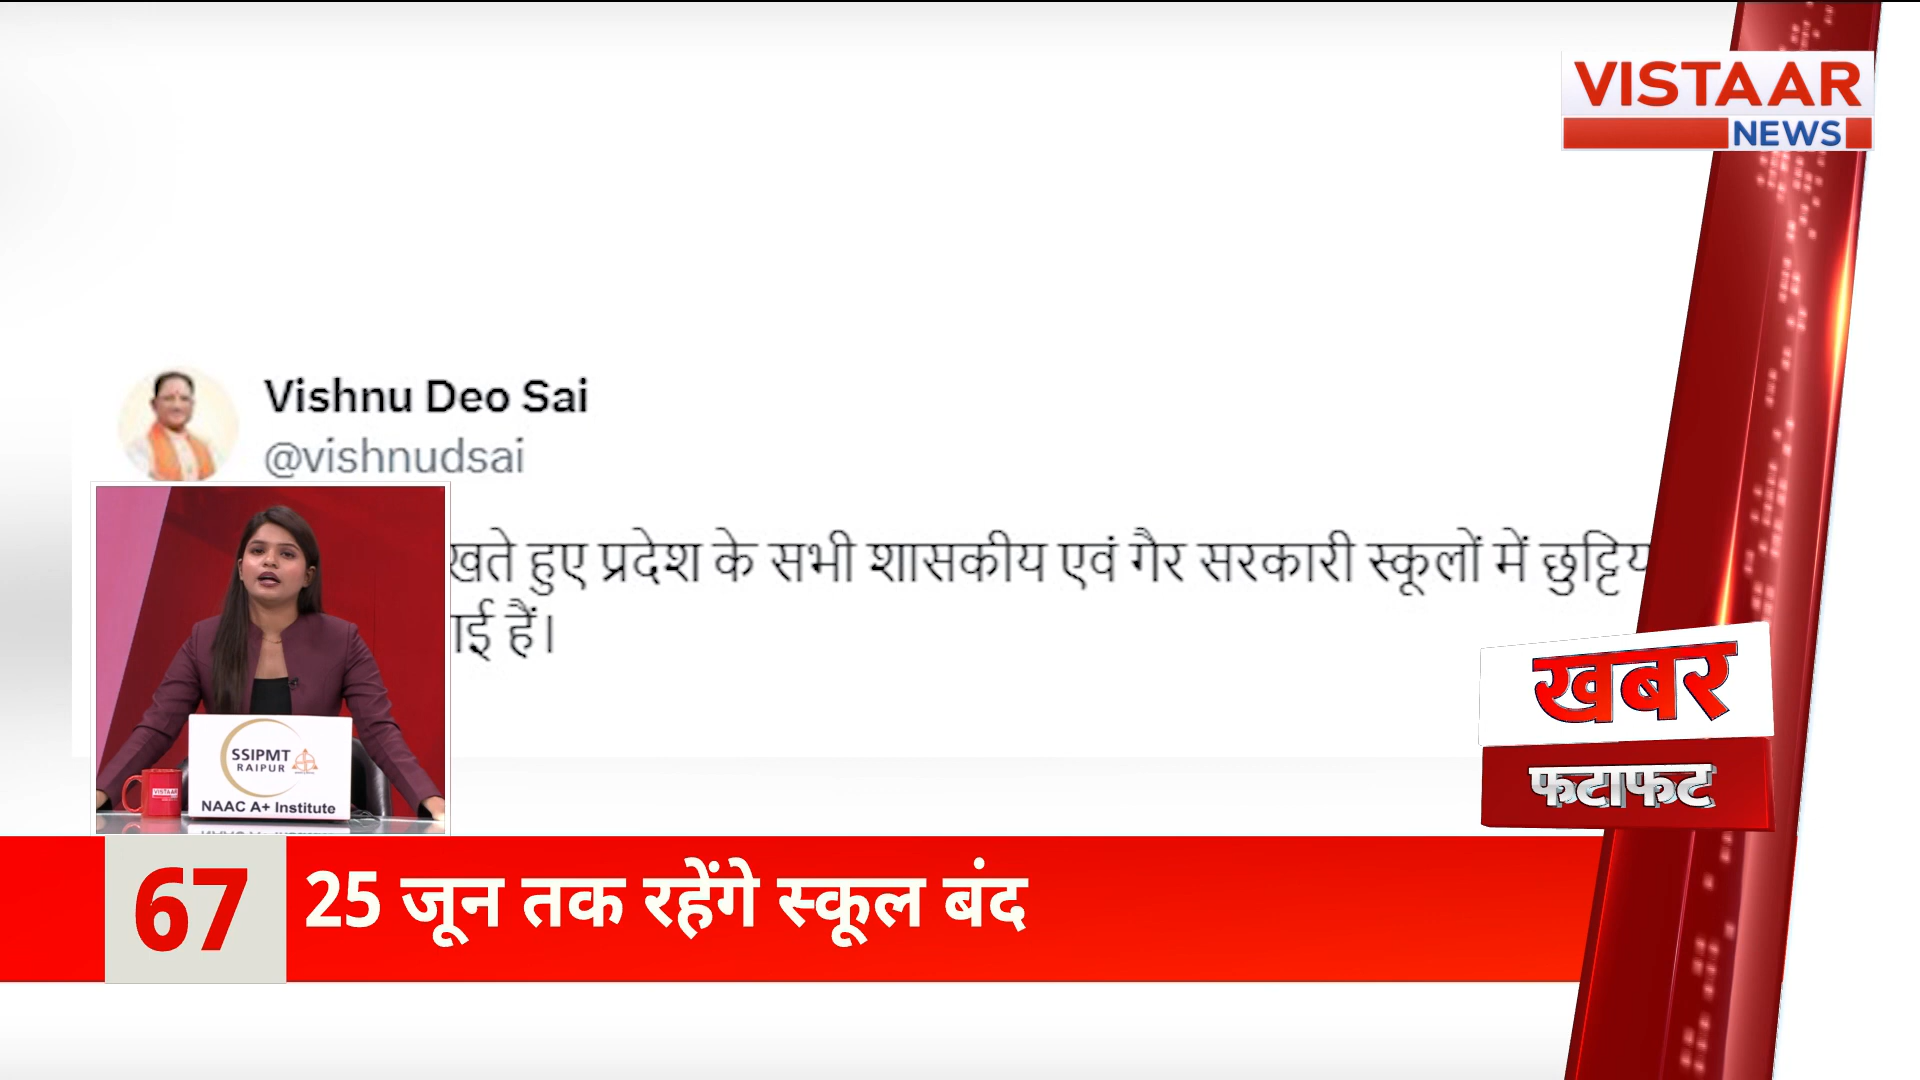 VISTAAR
NEWS
Vishnu Deo Sai
@vishnudsai
हुए प्रदेश के सभी शासकीय एवं गैर सरकारी स्कूलों में
हैं।
SSIPMT
RAIPUR
NAAC A+ Institute
VISTAAR
खबर
फटाफट
67
25 जून तक रहेंगे स्कूल बंद